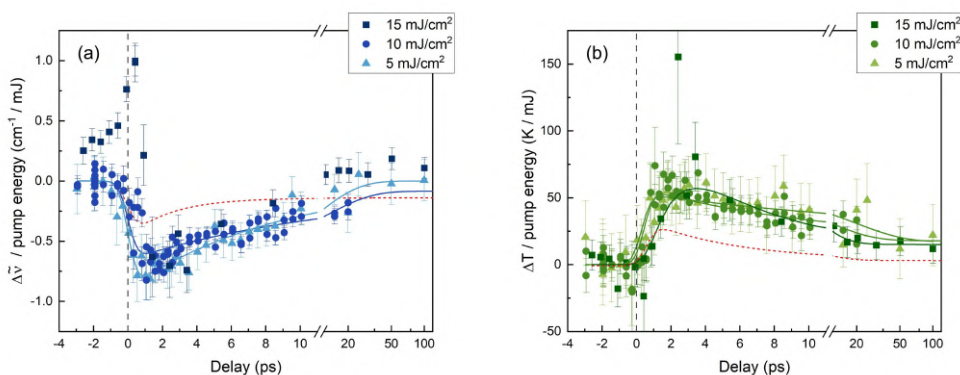 (a)
15 mJ/cm²
10 mJ/cm²
5 mJ/cm²
Δṽ / pump energy (cm⁻¹ / mJ)
1.0
0.5
0.0
-0.5
-1.0
-4 -2 0 2 4 6 8 10 20 50 100
Delay (ps)
(b)
15 mJ/cm²
10 mJ/cm²
5 mJ/cm²
ΔT / pump energy (K / mJ)
150
100
50
0
-50
-4 -2 0 2 4 6 8 10 20 50 100
Delay (ps)